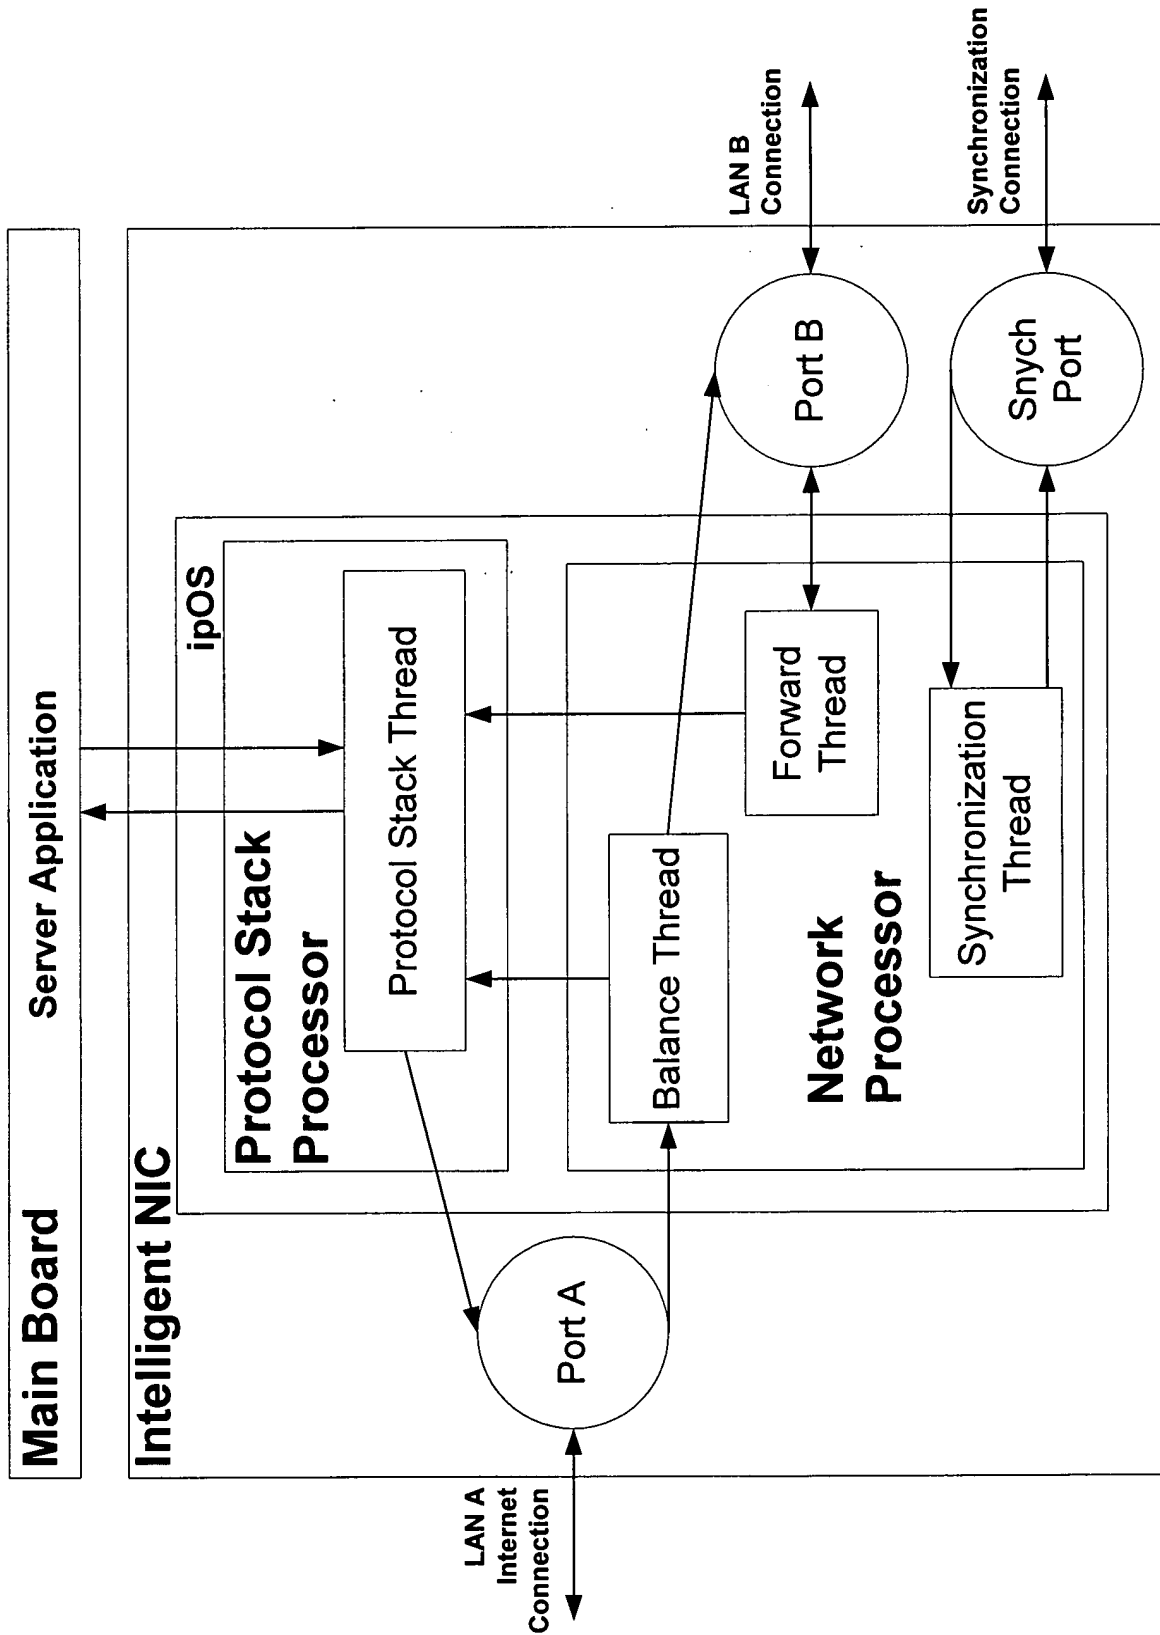 Main Board
Server Application
Intelligent NIC
ipOS
Protocol Stack
Processor
Protocol Stack Thread
Balance Thread
Forward
Thread
Network
Processor
Synchronization
Thread
Port A
LAN A
Internet
Connection
Port B
LAN B
Connection
Snych
Port
Synchronization
Connection